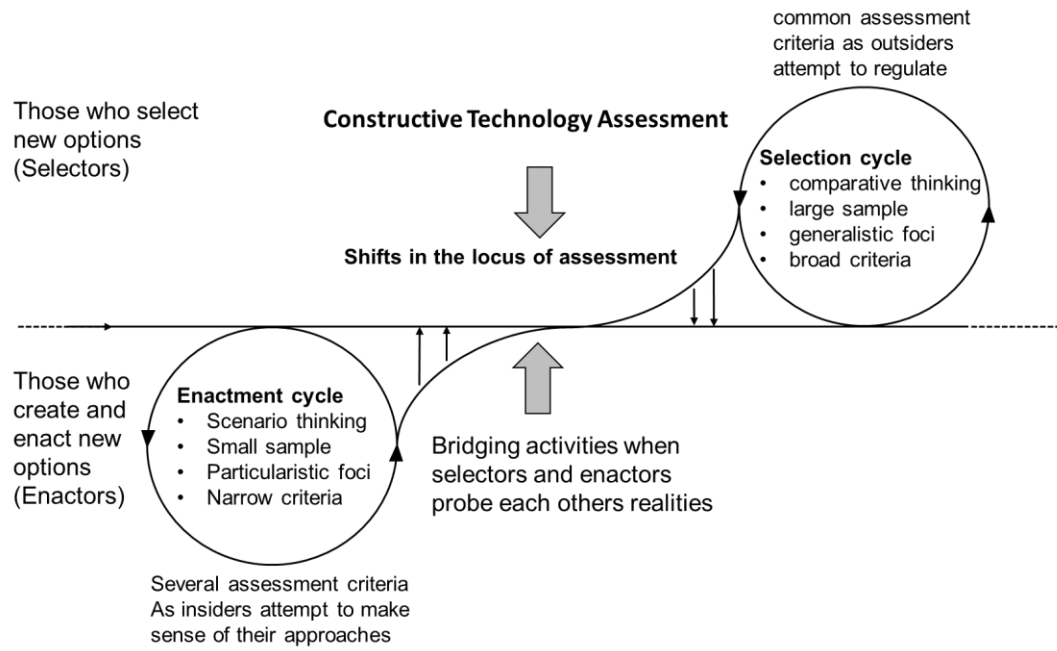 common assessment
criteria as outsiders
attempt to regulate
Those who select
new options
(Selectors)
Constructive Technology Assessment
Selection cycle
• comparative thinking
• large sample
• generalistic foci
• broad criteria
Shifts in the locus of assessment
Those who
create and
enact new
options
(Enactors)
Enactment cycle
• Scenario thinking
• Small sample
• Particularistic foci
• Narrow criteria
Bridging activities when
selectors and enactors
probe each others realities
Several assessment criteria
As insiders attempt to make
sense of their approaches